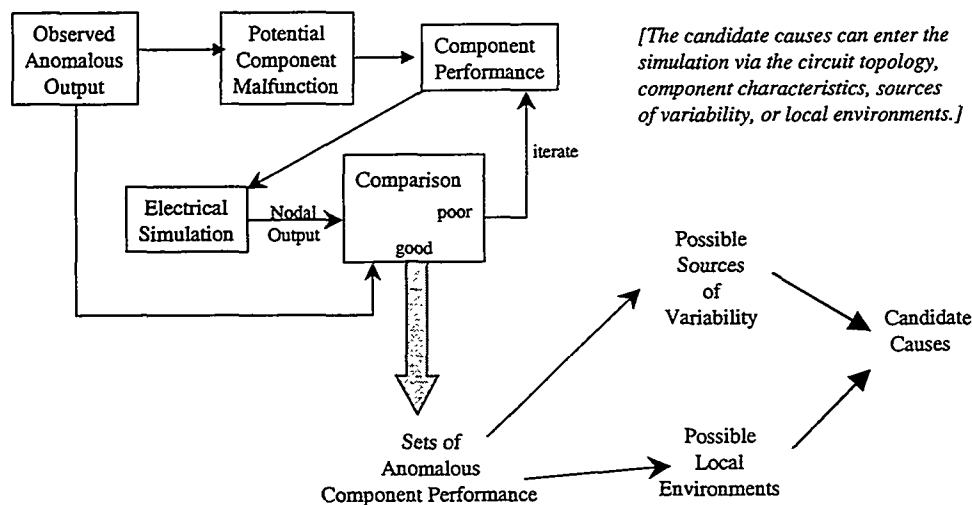 Observed
Anomalous
Output
Potential
Component
Malfunction
Component
Performance
[The candidate causes can enter the
simulation via the circuit topology,
component characteristics, sources
of variability, or local environments.]
iterate
Comparison
poor
good
Electrical
Simulation
Nodal
Output
Possible
Sources
of
Variability
Candidate
Causes
Sets of
Anomalous
Component Performance
Possible
Local
Environments